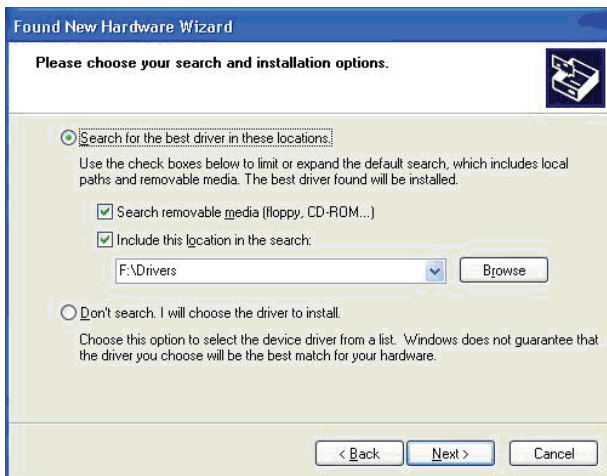 Found New Hardware Wizard
Please choose your search and installation options.
Search for the best driver in these locations.
Use the check boxes below to limit or expand the default search, which includes local
paths and removable media. The best driver found will be installed.
Search removable media (floppy, CD-ROM...)
Include this location in the search:
F:\Drivers
Browse
Don't search. I will choose the driver to install.
Choose this option to select the device driver from a list. Windows does not guarantee that
the driver you choose will be the best match for your hardware.
< Back
Next >
Cancel